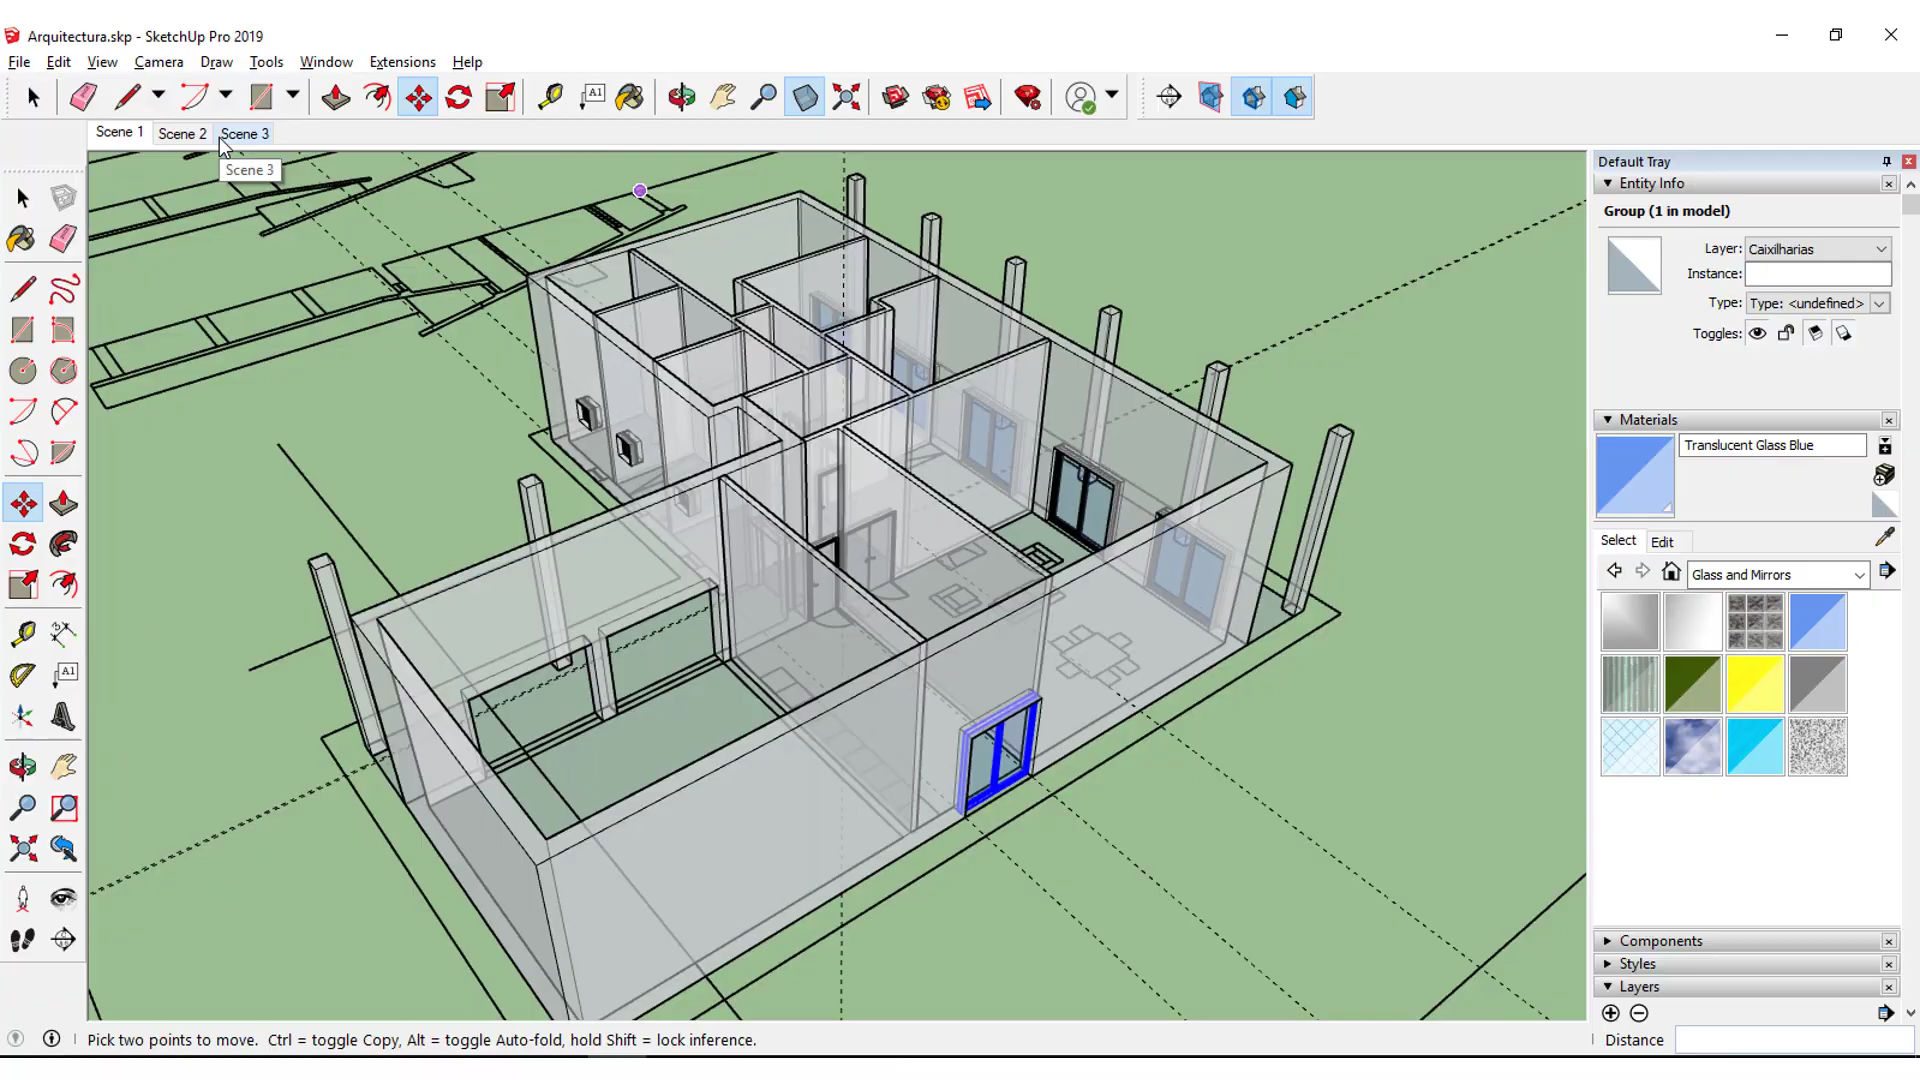 Arquitectura.skp - SketchUp Pro 2019
File Edit View Camera Draw Tools Window Extensions Help
A1
Scene 1 Scene 2 Scene 3
Scene 3
Default Tray
Entity Info
Group (1 in model)
Layer: Caixilharias
Instance:
Type: Type: <undefined>
Toggles:
Materials
Translucent Glass Blue
Select Edit
Glass and Mirrors
A1
Components
Styles
Layers
Pick two points to move. Ctrl = toggle Copy, Alt = toggle Auto-fold, hold Shift = lock inference.
Distance